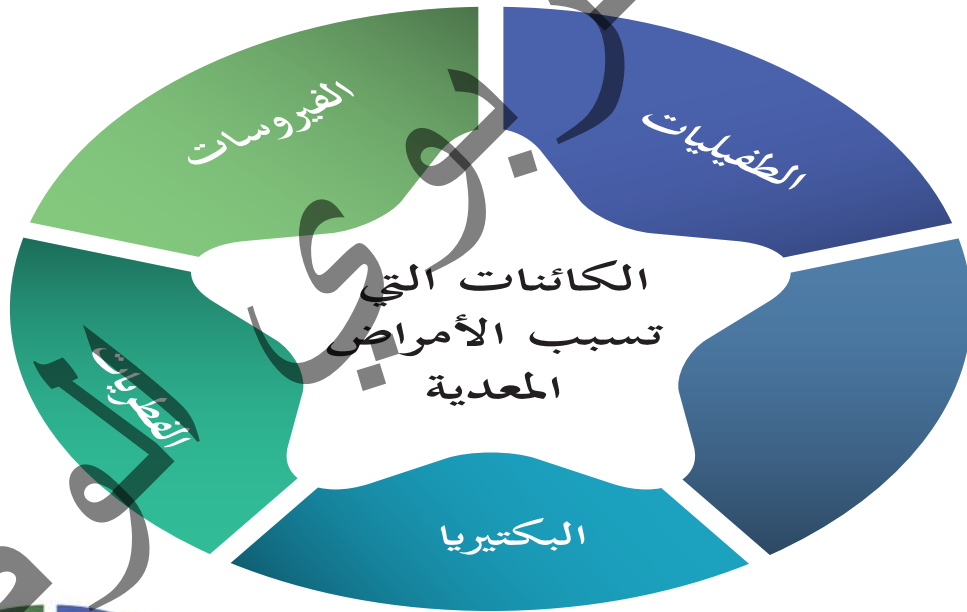 الفيروسات
الطفيليات
الكائنات التي
تسبب الأمراض
المعدية
الفطريات
البكتيريا